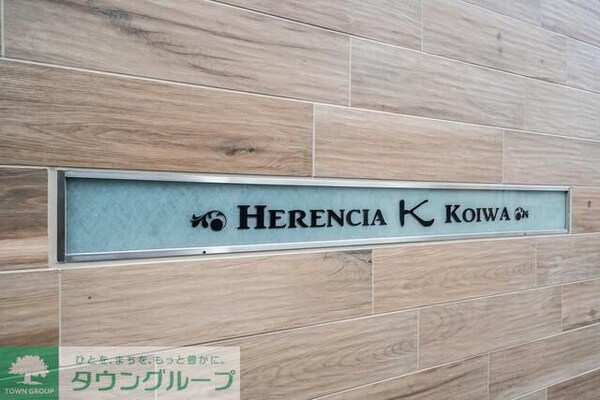 HERENCIA K KOIWA
ひとを、まちを、もっと豊かに。
タウングループ
TOWN GROUP